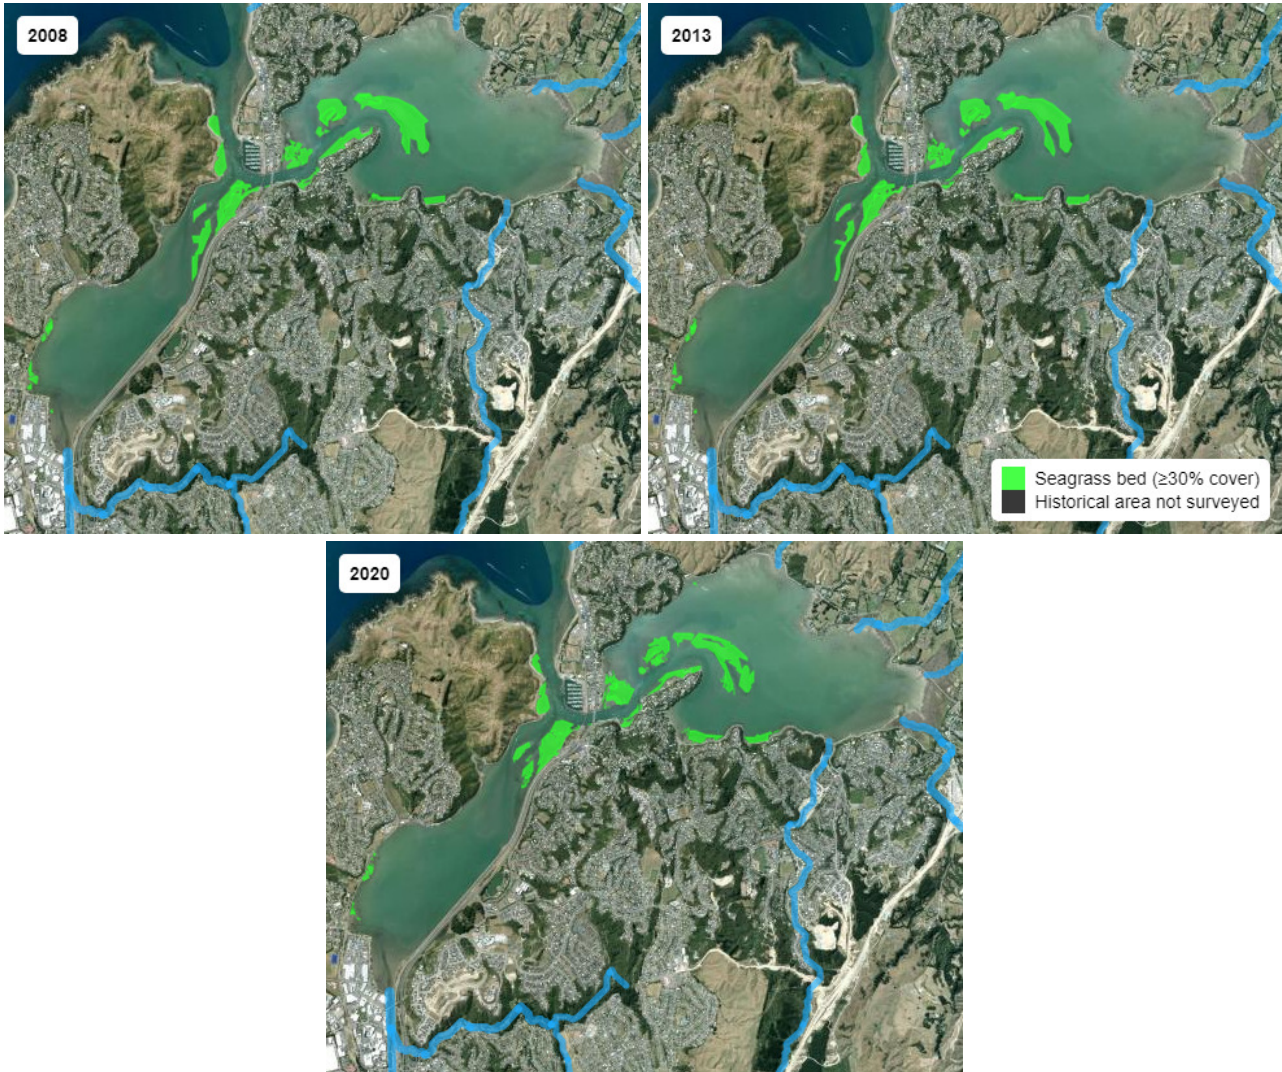 2008
2013
Seagrass bed (≥30% cover)
Historical area not surveyed
2020